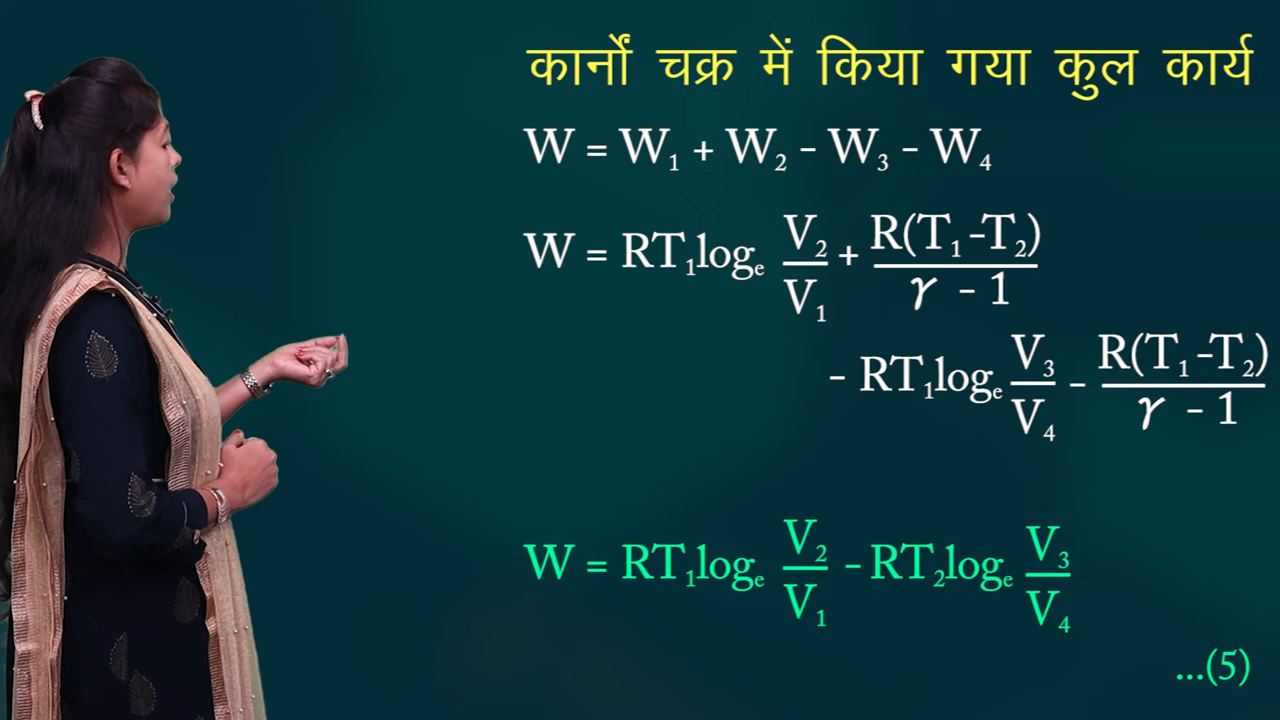 कार्नों चक्र में किया गया कुल कार्य
W = W₁ + W₂ - W₃ - W₄
W = RT₁logₑ V₂/V₁ + R(T₁-T₂)/γ - 1
- RT₁logₑ V₃/V₄ - R(T₁-T₂)/γ - 1
W = RT₁logₑ V₂/V₁ - RT₂logₑ V₃/V₄
...(5)